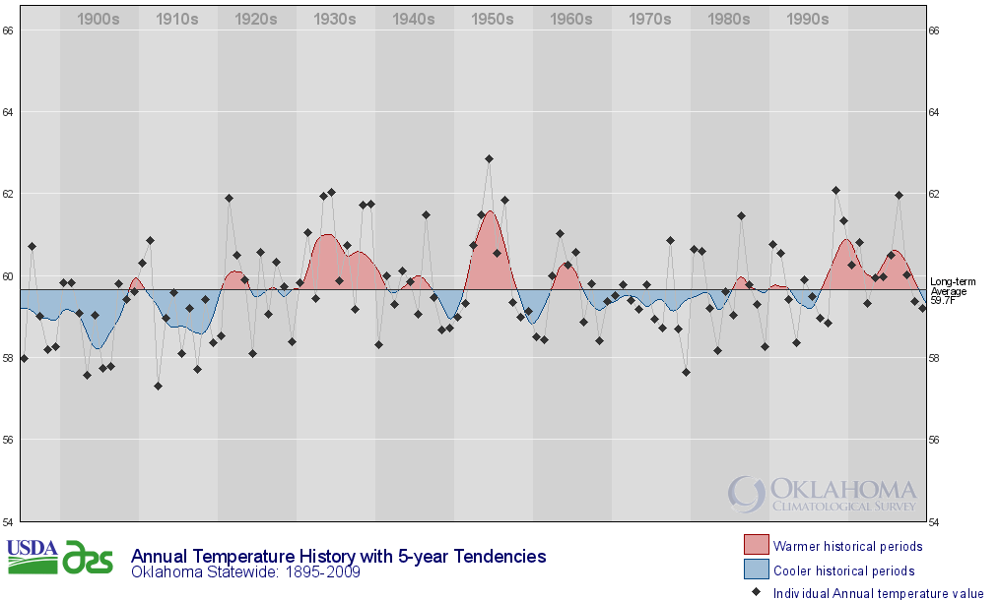 1900s 1910s 1920s 1930s 1940s 1950s 1960s 1970s 1980s 1990s
66 66
64 64
62 62
60 60
Long-term
Average
59.7F
58 58
56 56
OKLAHOMA
CLIMATOLOGICAL SURVEY
54 54
USDA ars
Annual Temperature History with 5-year Tendencies
Oklahoma Statewide: 1895-2009
Warmer historical periods
Cooler historical periods
Individual Annual temperature value